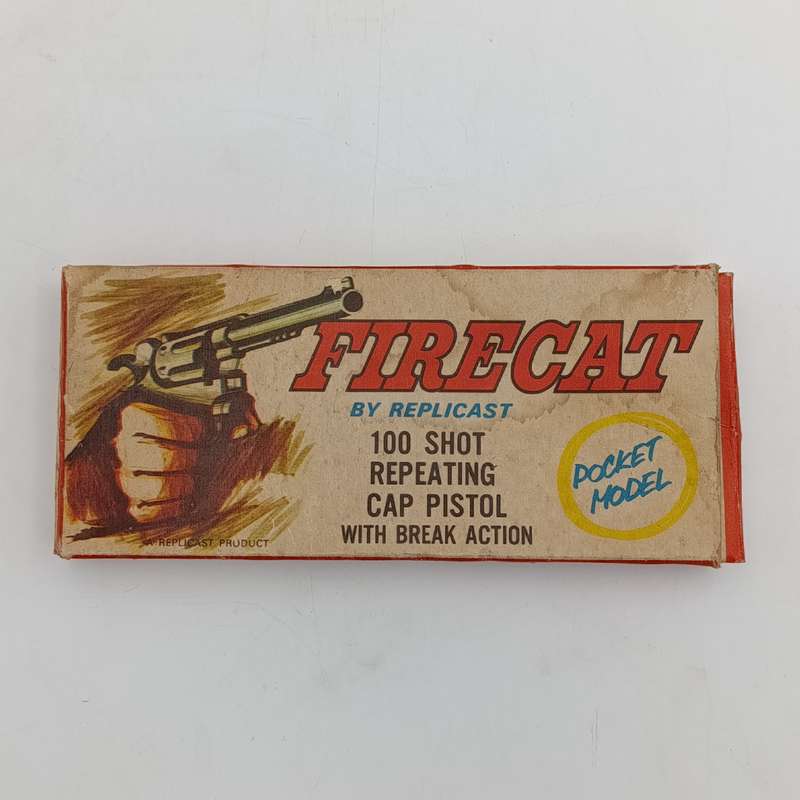 FIRECAT
BY REPLICAST
100 SHOT
REPEATING
CAP PISTOL
WITH BREAK ACTION
POCKET
MODEL
A REPLICAST PRODUCT